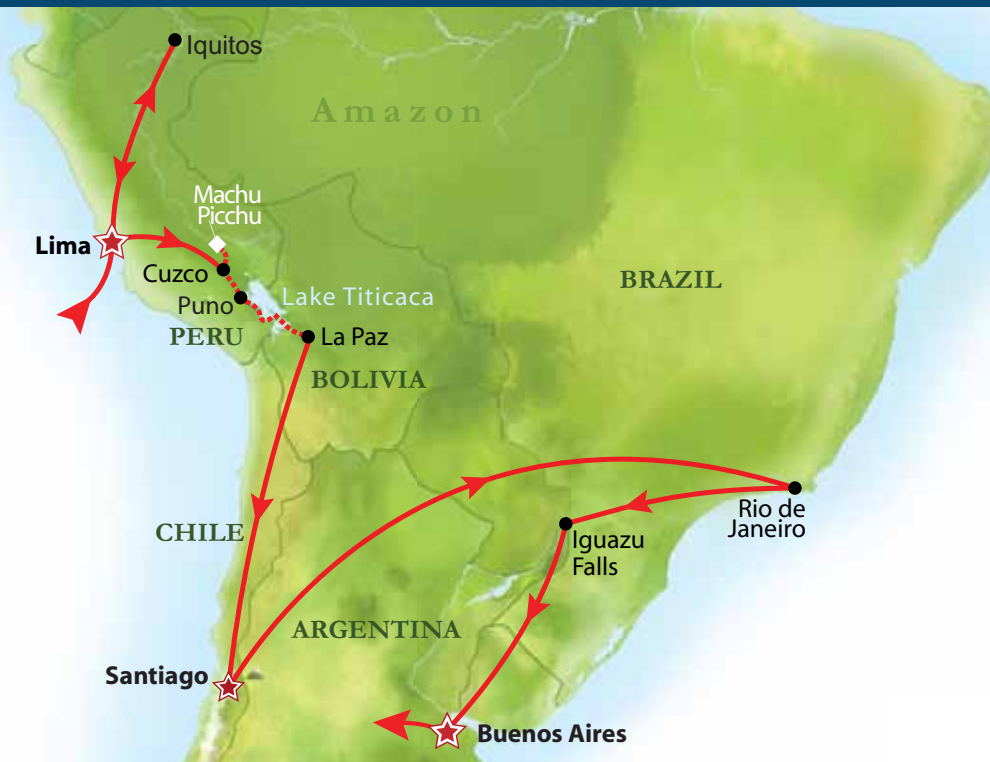 Iquitos
Amazon
Machu
Picchu
Lima
Cuzco
BRAZIL
Puno
Lake Titicaca
PERU
La Paz
BOLIVIA
Rio de
Janeiro
CHILE
Iguazu
Falls
ARGENTINA
Santiago
Buenos Aires